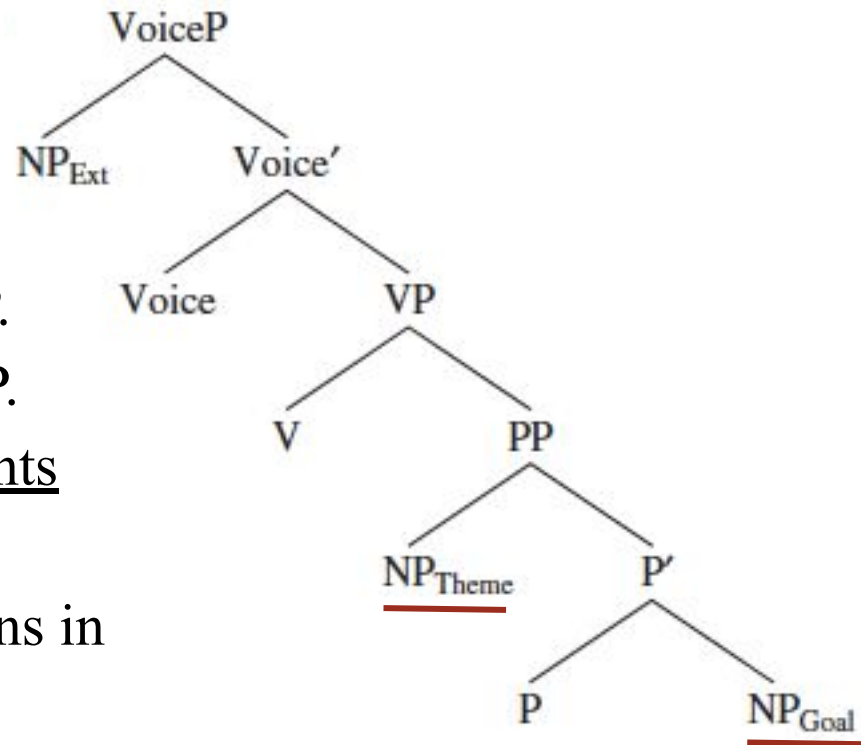 VoiceP
NP_Ext Voice′
Voice VP
P.
V PP
nts
NP_Theme P′
ns in
P NP_Goal